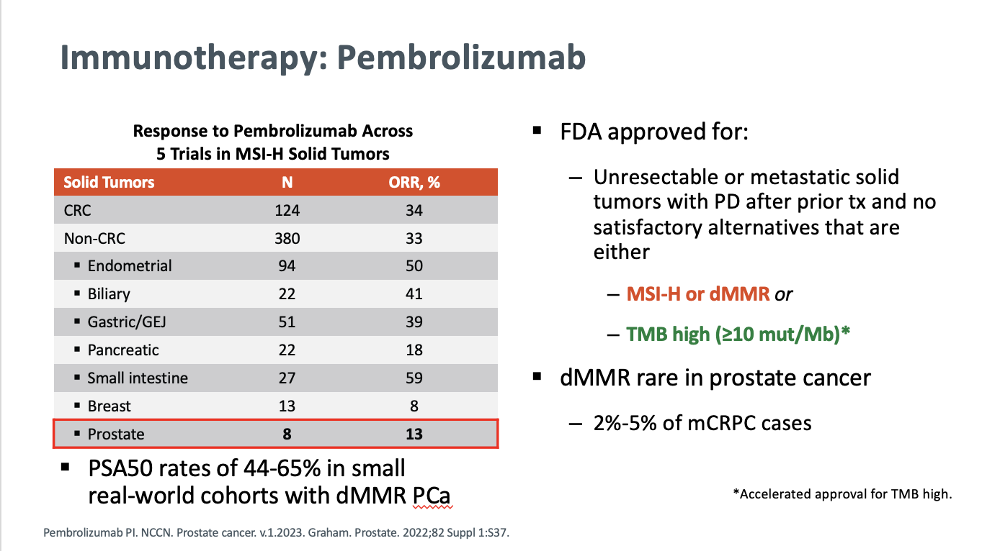 Immunotherapy: Pembrolizumab
Response to Pembrolizumab Across
5 Trials in MSI-H Solid Tumors
Solid Tumors N ORR, %
CRC 124 34
Non-CRC 380 33
▪ Endometrial 94 50
▪ Biliary 22 41
▪ Gastric/GEJ 51 39
▪ Pancreatic 22 18
▪ Small intestine 27 59
▪ Breast 13 8
▪ Prostate 8 13
▪ PSA50 rates of 44-65% in small
real-world cohorts with dMMR PCa
▪ FDA approved for:
– Unresectable or metastatic solid
tumors with PD after prior tx and no
satisfactory alternatives that are
either
– MSI-H or dMMR or
– TMB high (≥10 mut/Mb)*
▪ dMMR rare in prostate cancer
– 2%-5% of mCRPC cases
*Accelerated approval for TMB high.
Pembrolizumab PI. NCCN. Prostate cancer. v.1.2023. Graham. Prostate. 2022;82 Suppl 1:S37.